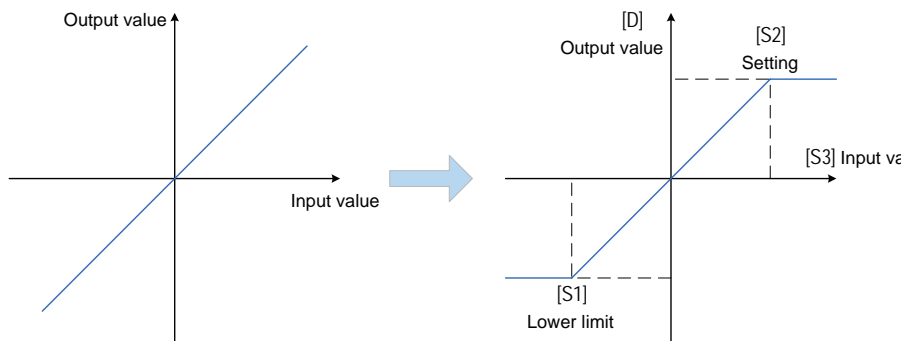 Output value
Input value
[D]
Output value
[S2]
Setting
[S3] Input va
[S1]
Lower limit